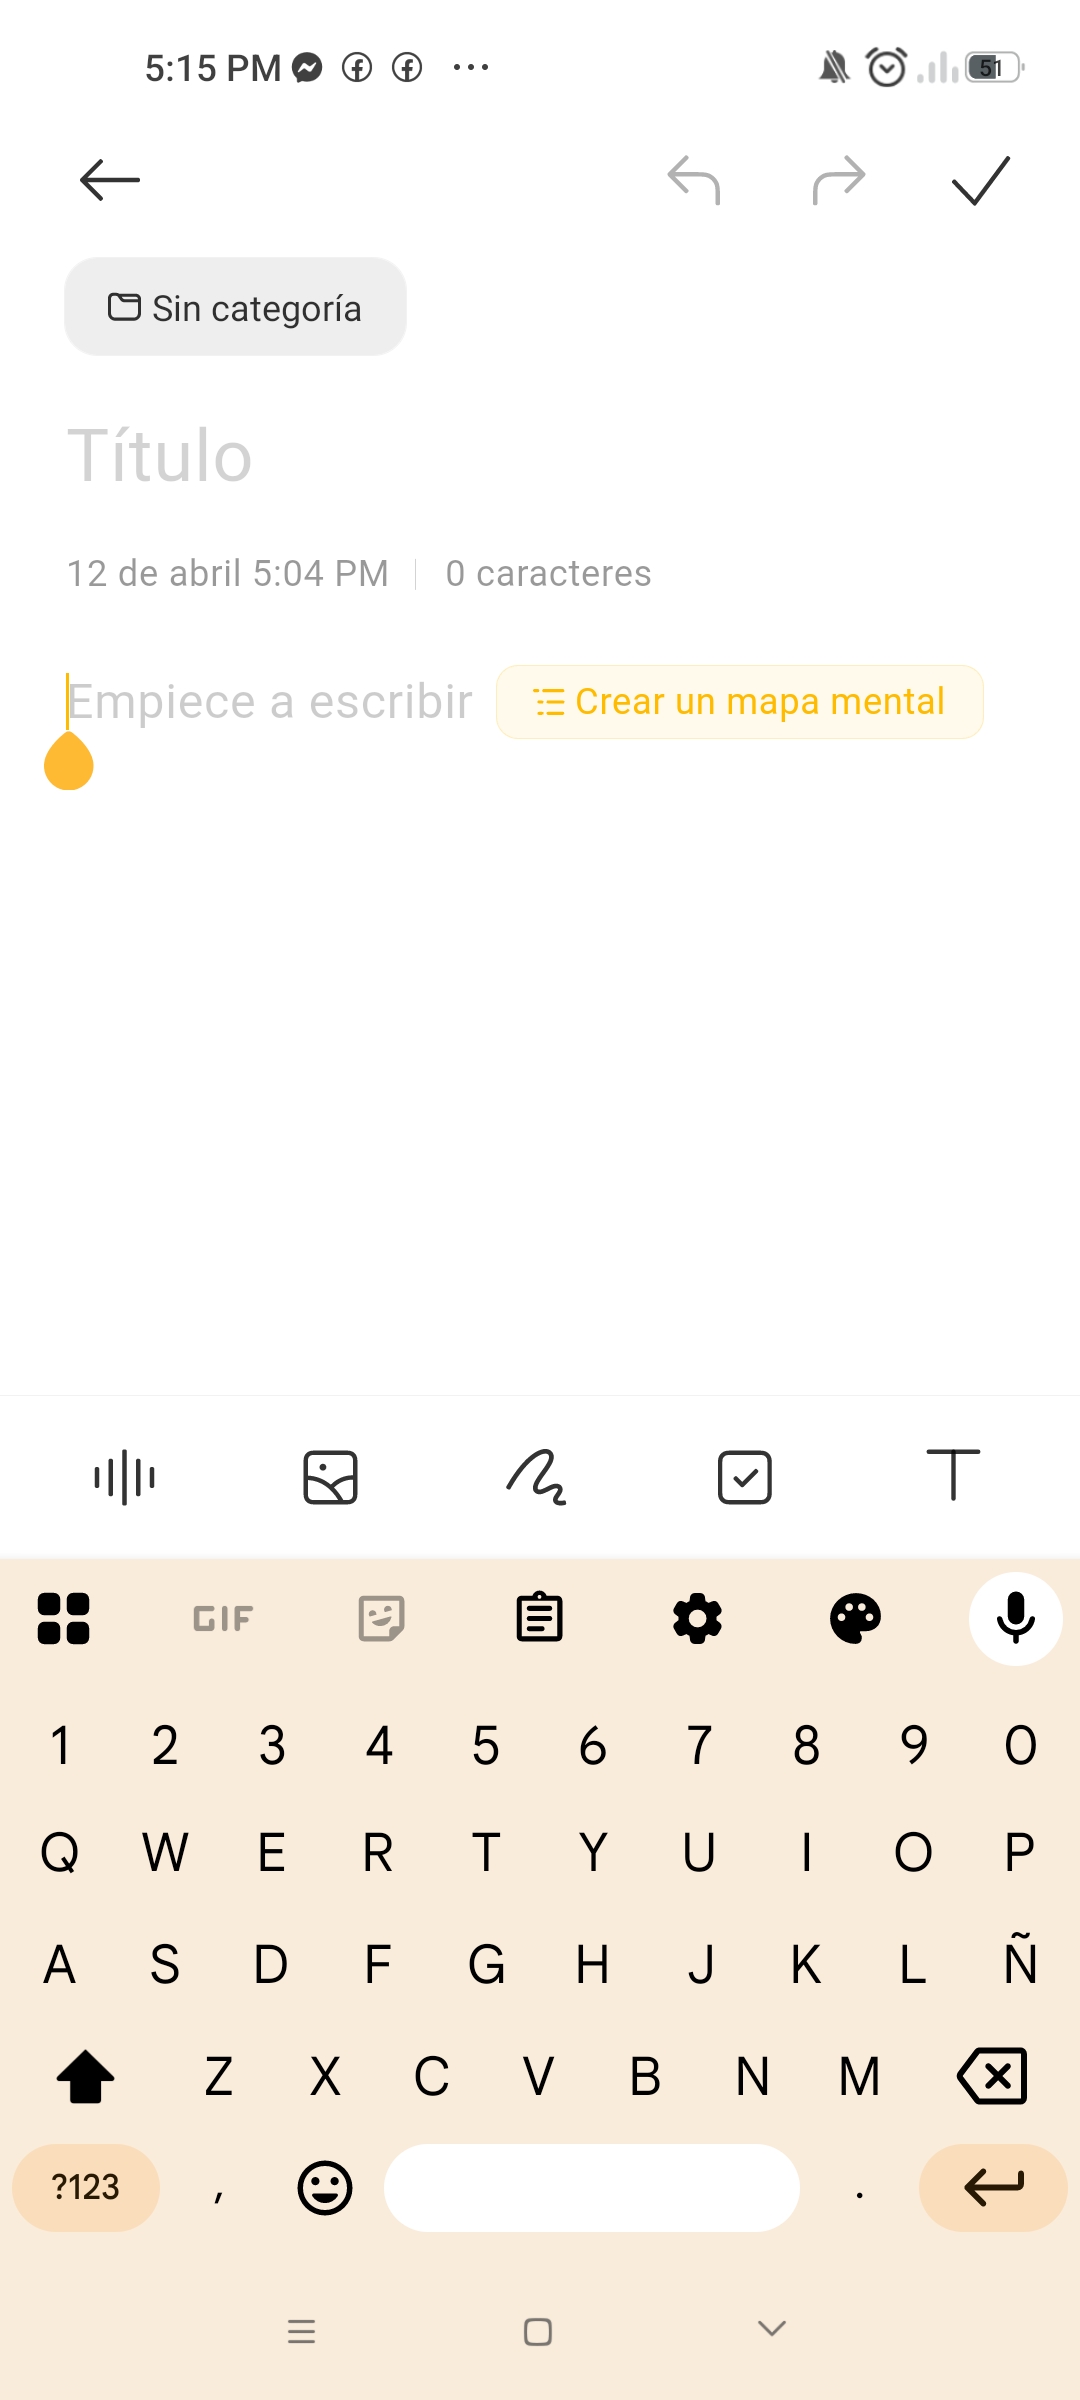 5:15 PM
51
Sin categoría
Título
12 de abril 5:04 PM | 0 caracteres
Empiece a escribir Crear un mapa mental
T
GIF
1 2 3 4 5 6 7 8 9 0
Q W E R T Y U I O P
A S D F G H J K L Ñ
Z X C V B N M
?123 , .